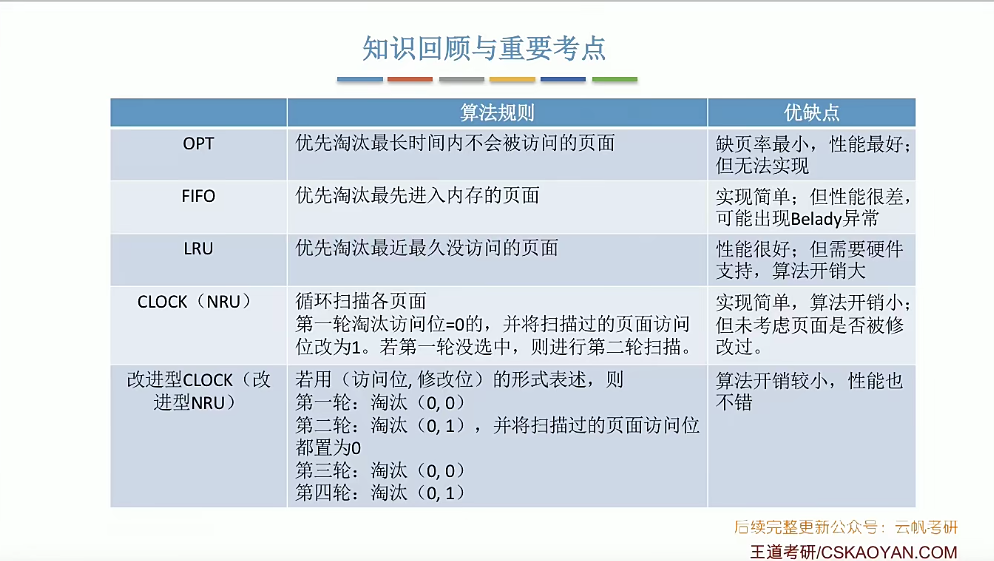 知识回顾与重要考点
算法规则
优缺点
OPT
优先淘汰最长时间内不会被访问的页面
缺页率最小，性能最好；
但无法实现
FIFO
优先淘汰最先进入内存的页面
实现简单；但性能很差，
可能出现Belady异常
LRU
优先淘汰最近最久没访问的页面
性能很好；但需要硬件
支持，算法开销大
CLOCK（NRU）
循环扫描各页面
第一轮淘汰访问位=0的，并将扫描过的页面访问
位改为1。若第一轮没选中，则进行第二轮扫描。
实现简单，算法开销小；
但未考虑页面是否被修
改过。
改进型CLOCK（改
进型NRU）
若用（访问位, 修改位）的形式表述，则
第一轮：淘汰（0, 0）
第二轮：淘汰（0, 1），并将扫描过的页面访问位
都置为0
第三轮：淘汰（0, 0）
第四轮：淘汰（0, 1）
算法开销较小，性能也
不错
后续完整更新公众号：云帆考研
王道考研/CSKAOYAN.COM